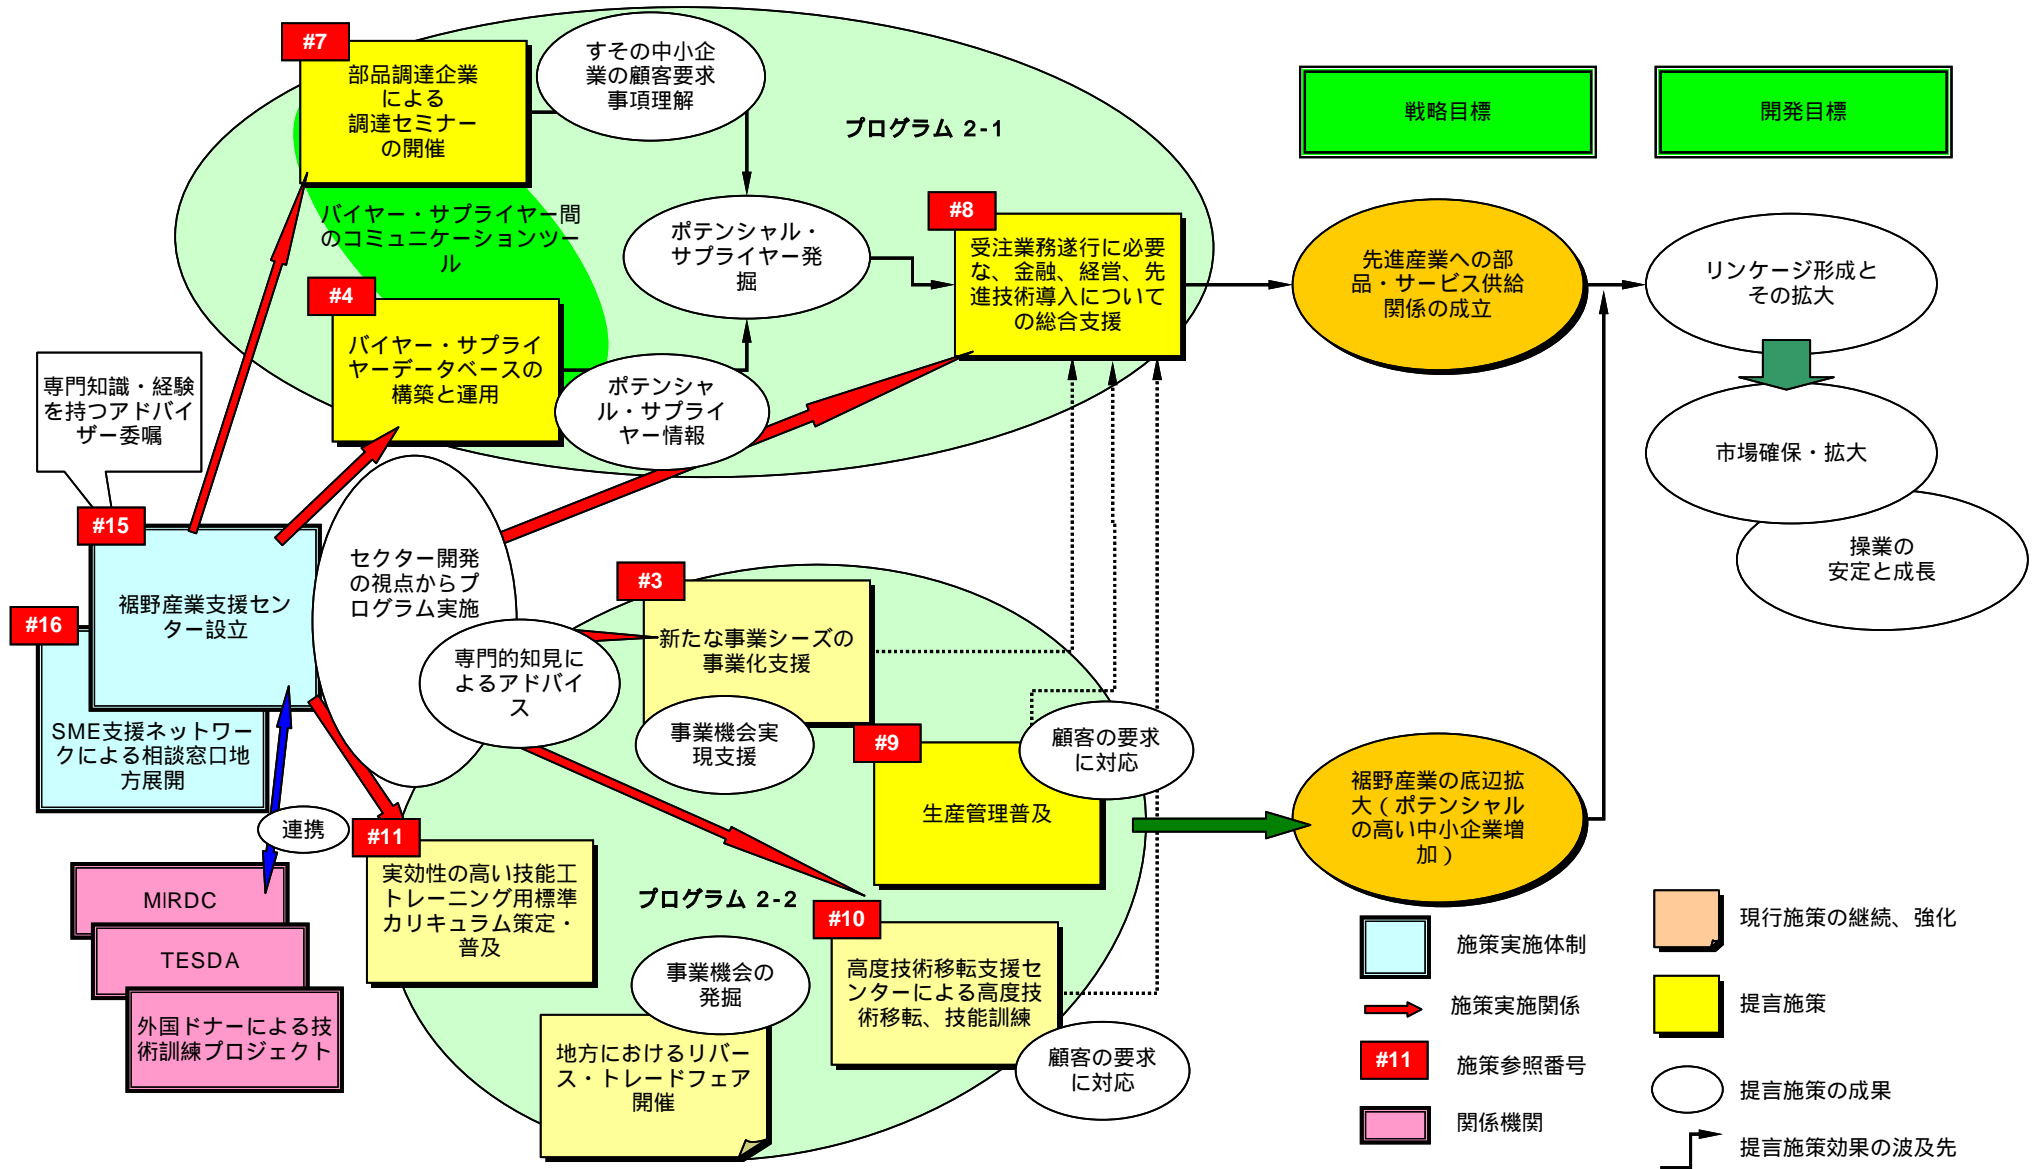 #7
部品調達企業
による
調達セミナー
の開催
すその中小企
業の顧客要求
事項理解
プログラム 2-1
戦略目標
開発目標
バイヤー・サプライヤー間
のコミュニケーションツー
ル
ポテンシャル・
サプライヤー発
掘
#8
受注業務遂行に必要
な、金融、経営、先
進技術導入について
の総合支援
先進産業への部
品・サービス供給
関係の成立
リンケージ形成と
その拡大
#4
バイヤー・サプライ
ヤーデータベースの
構築と運用
ポテンシャ
ル・サプライ
ヤー情報
専門知識・経験
を持つアドバイ
ザー委嘱
市場確保・拡大
操業の
安定と成長
#15
裾野産業支援セン
ター設立
#16
SME支援ネットワー
クによる相談窓口地
方展開
セクター開発
の視点からプ
ログラム実施
専門的知見に
よるアドバイ
ス
#3
新たな事業シーズの
事業化支援
事業機会実
現支援
#9
生産管理普及
顧客の要求
に対応
裾野産業の底辺拡
大(ポテンシャル
の高い中小企業増
加)
連携
#11
実効性の高い技能工
トレーニング用標準
カリキュラム策定・
普及
プログラム 2-2
#10
高度技術移転支援セ
ンターによる高度技
術移転、技能訓練
顧客の要求
に対応
事業機会の
発掘
地方におけるリバー
ス・トレードフェア
開催
MIRDC
TESDA
外国ドナーによる技
術訓練プロジェクト
施策実施体制
施策実施関係
#11
施策参照番号
関係機関
現行施策の継続、強化
提言施策
提言施策の成果
提言施策効果の波及先